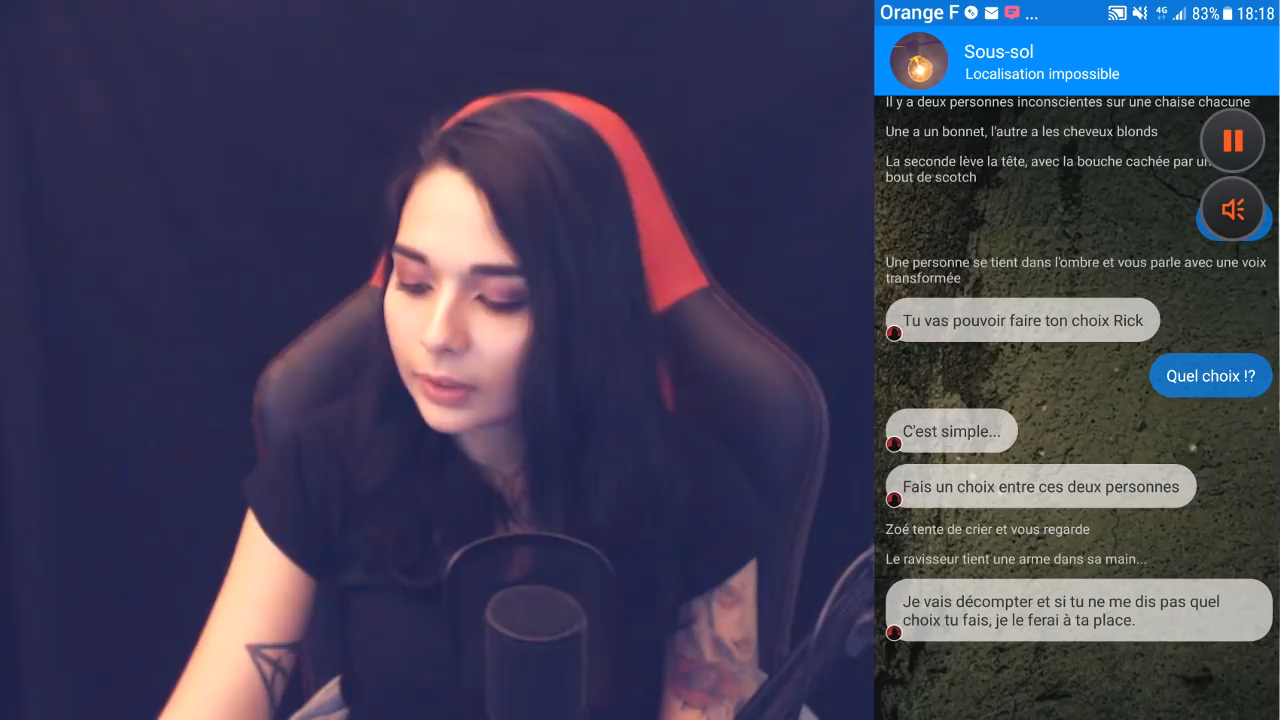 Orange F ... 4G 83% 18:18
Sous-sol
Localisation impossible
Il y a deux personnes inconscientes sur une chaise chacune
Une a un bonnet, l'autre a les cheveux blonds
La seconde lève la tête, avec la bouche cachée par un
bout de scotch
Une personne se tient dans l'ombre et vous parle avec une voix
transformée
Tu vas pouvoir faire ton choix Rick
Quel choix !?
C'est simple...
Fais un choix entre ces deux personnes
Zoé tente de crier et vous regarde
Le ravisseur tient une arme dans sa main...
Je vais décompter et si tu ne me dis pas quel
choix tu fais, je le ferai à ta place.